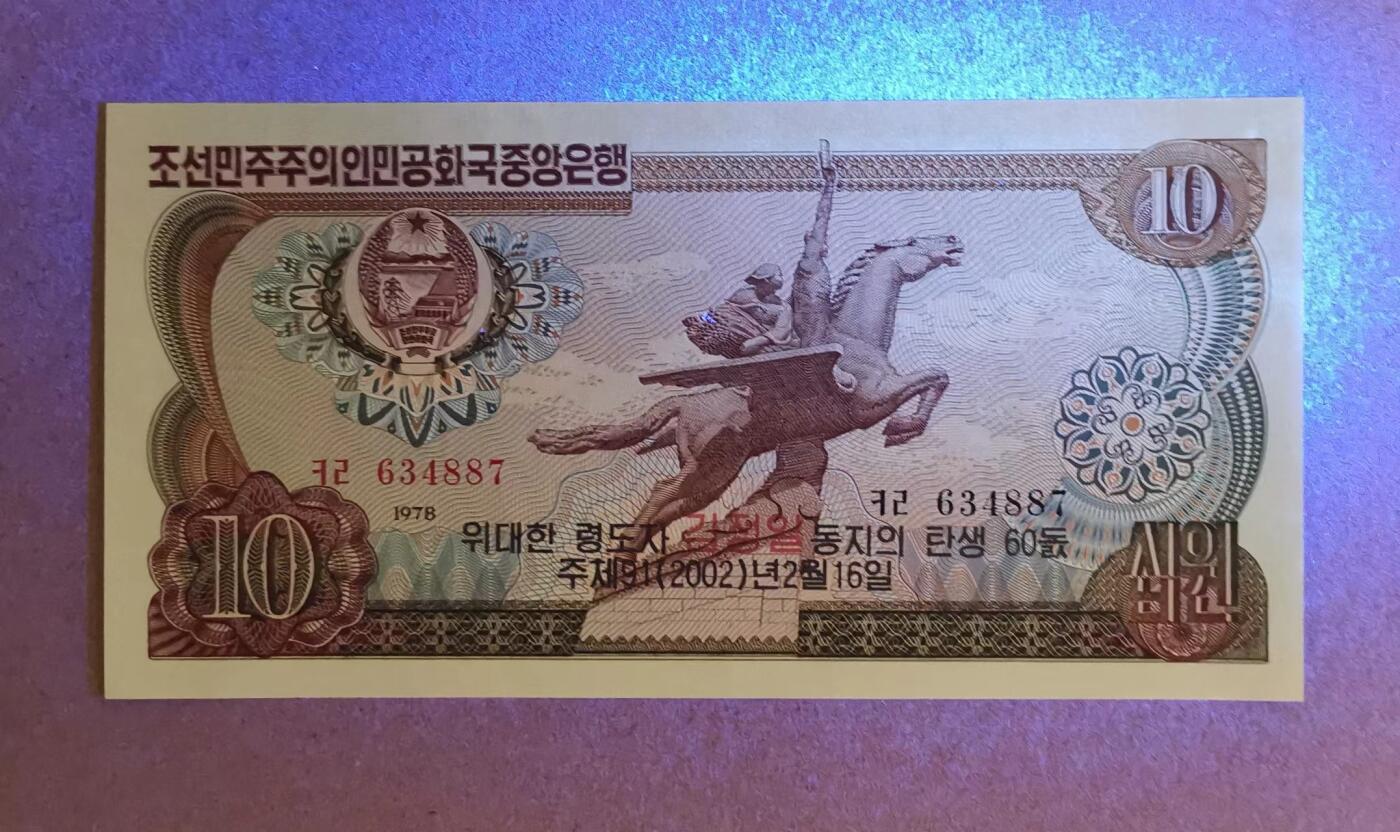 조선민주주의인민공화국중앙은행
10
ㅋㄹ 634887
1978
ㅋㄹ 634887
위대한 령도자 김정일 동지의 탄생 60돐
주체91(2002)년2월16일
10
십원